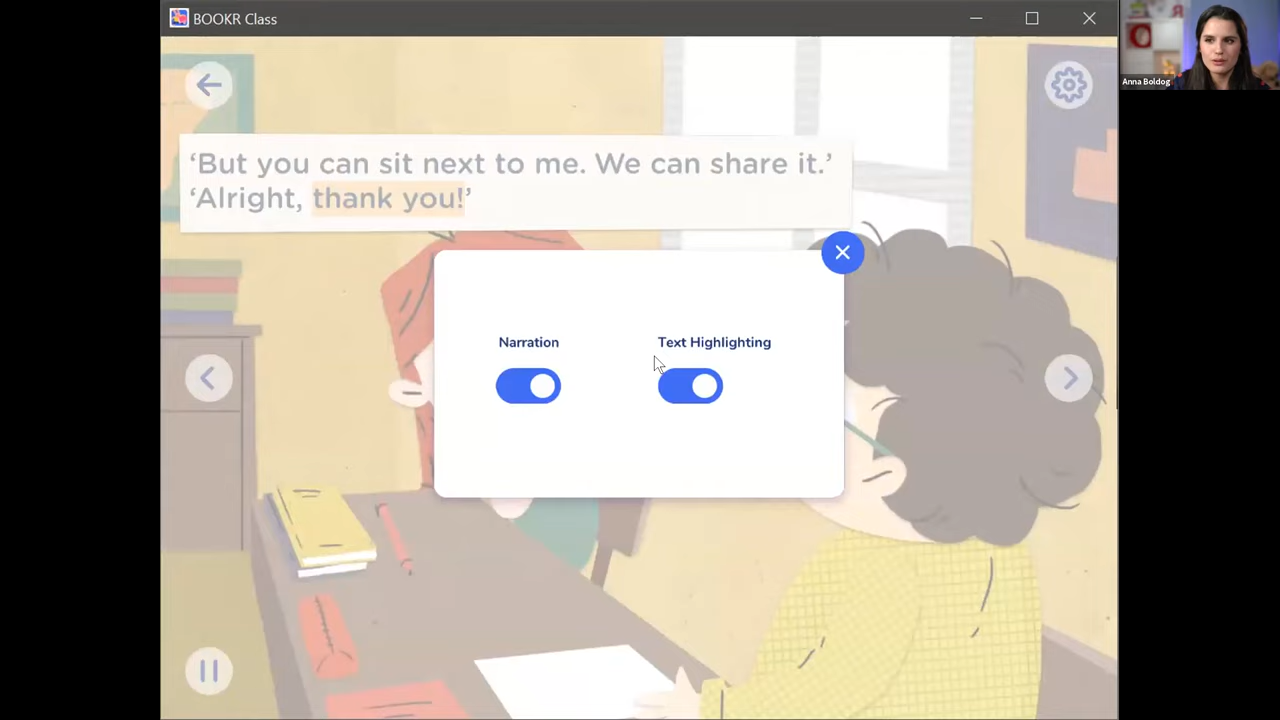 BOOKR Class
Anna Boldog
‘But you can sit next to me. We can share it.’
‘Alright, thank you!’
Narration
Text Highlighting